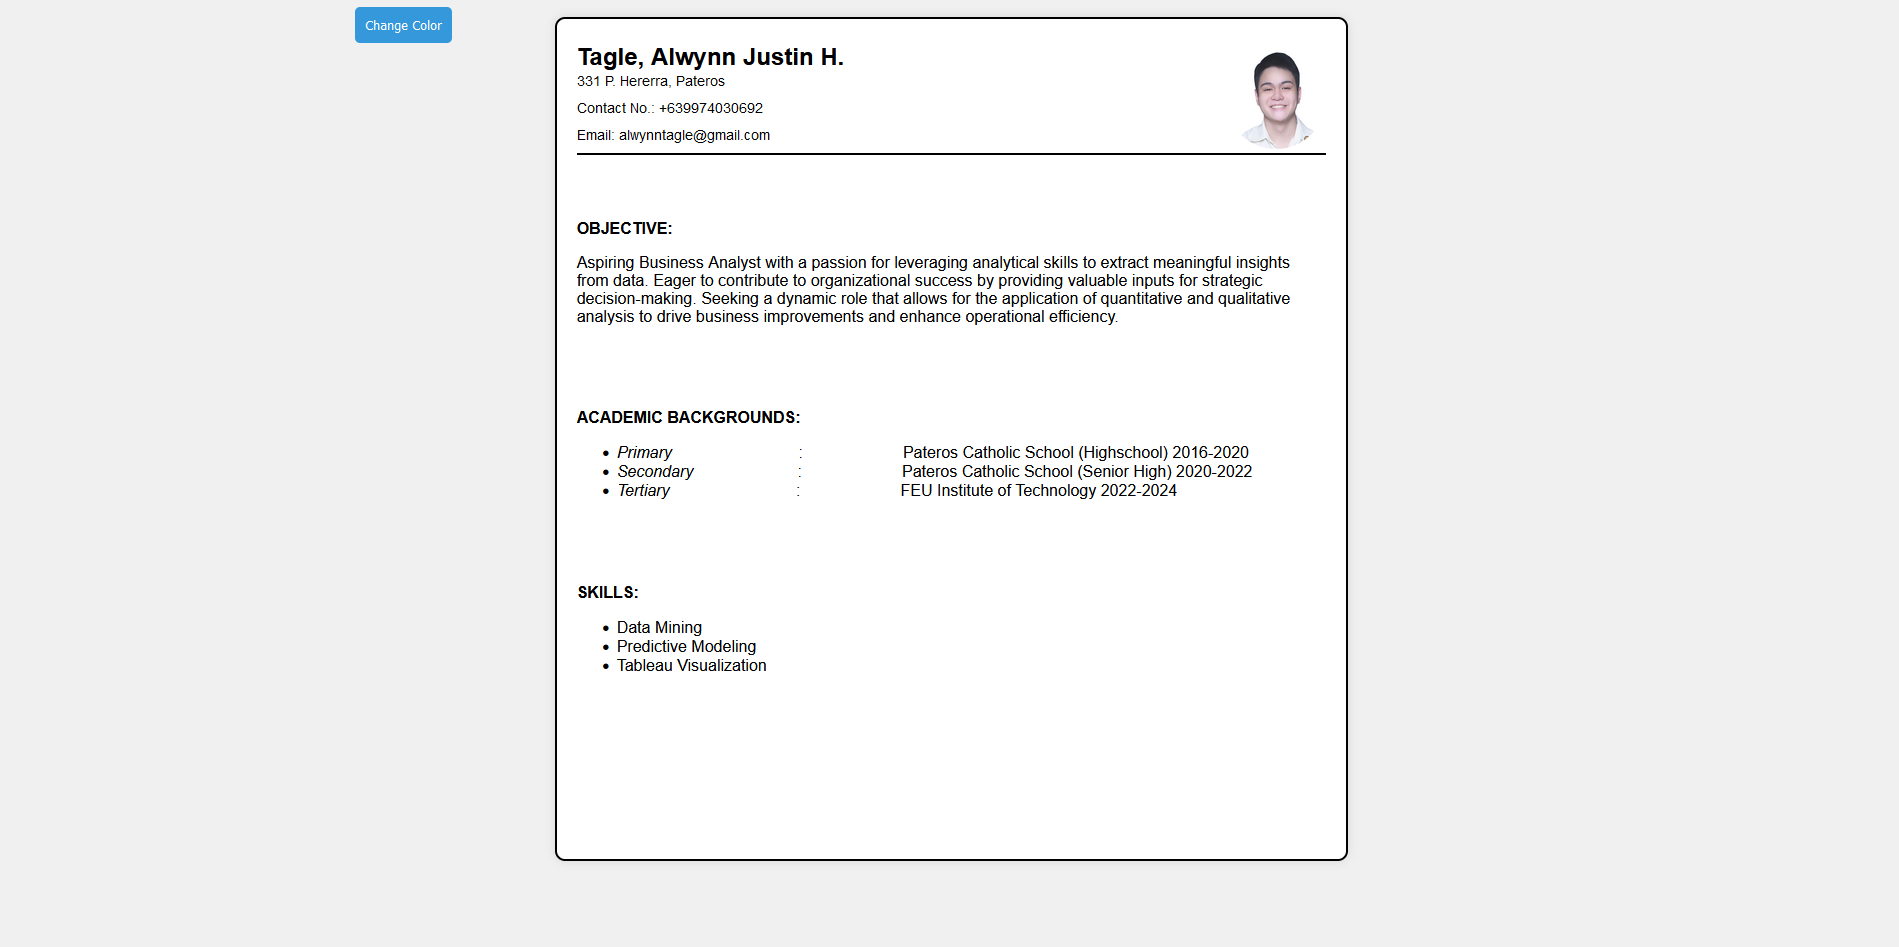 Change Color
Tagle, Alwynn Justin H.
331 P. Hererra, Pateros
Contact No.: +639974030692
Email: alwynntagle@gmail.com
OBJECTIVE:
Aspiring Business Analyst with a passion for leveraging analytical skills to extract meaningful insights
from data. Eager to contribute to organizational success by providing valuable inputs for strategic
decision-making. Seeking a dynamic role that allows for the application of quantitative and qualitative
analysis to drive business improvements and enhance operational efficiency.
ACADEMIC BACKGROUNDS:
• Primary : Pateros Catholic School (Highschool) 2016-2020
• Secondary : Pateros Catholic School (Senior High) 2020-2022
• Tertiary : FEU Institute of Technology 2022-2024
SKILLS:
• Data Mining
• Predictive Modeling
• Tableau Visualization